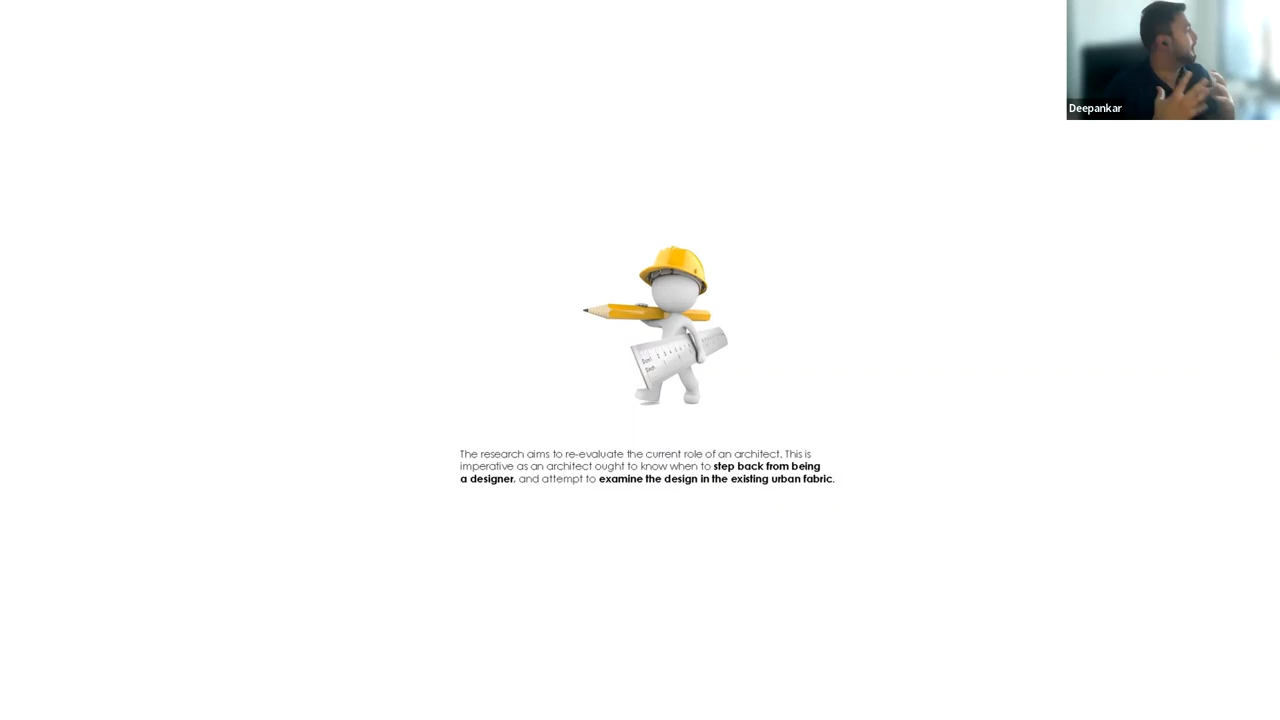 Deepankar
The research aims to re-evaluate the current role of an architect. This is
imperative as an architect ought to know when to step back from being
a designer, and attempt to examine the design in the existing urban fabric.